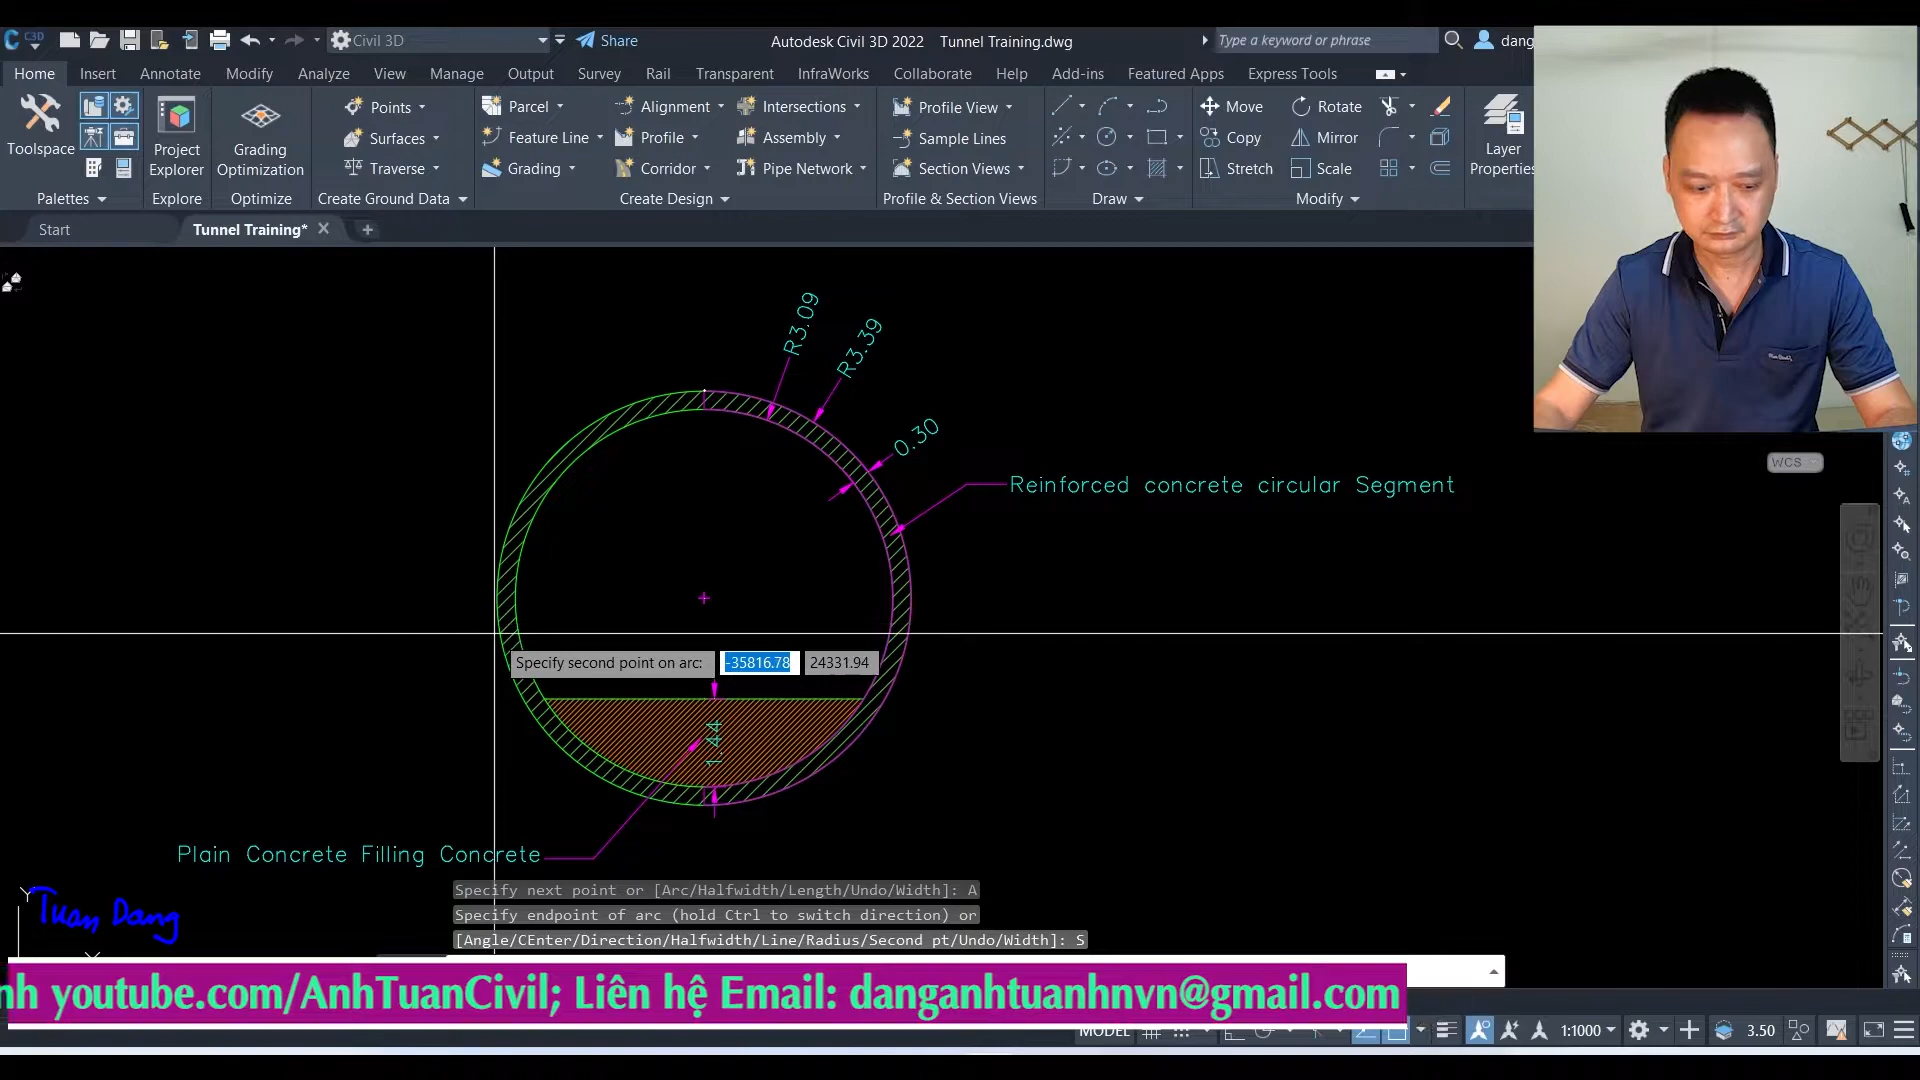 C3D
Civil 3D
Share
Autodesk Civil 3D 2022 Tunnel Training.dwg
Type a keyword or phrase
dang
Home Insert Annotate Modify Analyze View Manage Output Survey Rail Transparent InfraWorks Collaborate Help Add-ins Featured Apps Express Tools
Toolspace
Project Explorer
Grading Optimization
Points
Surfaces
Traverse
Parcel
Feature Line
Grading
Alignment
Profile
Corridor
Intersections
Assembly
Pipe Network
Profile View
Sample Lines
Section Views
Move
Copy
Stretch
Rotate
Mirror
Scale
Layer
Properties
Palettes Explore Optimize Create Ground Data Create Design Profile & Section Views Draw Modify
Start Tunnel Training*
R3.09
R3.39
0.30
Reinforced concrete circular Segment
WCS
Specify second point on arc: -35816.78 24331.94
1.44
Plain Concrete Filling Concrete
Y
Tuan Dang
Specify next point or [Arc/Halfwidth/Length/Undo/Width]: A
Specify endpoint of arc (hold Ctrl to switch direction) or
[Angle/CEnter/Direction/Halfwidth/Line/Radius/Second pt/Undo/Width]: S
nh youtube.com/AnhTuanCivil; Liên hệ Email: danganhtuanhnvn@gmail.com
MODEL 1:1000 3.50